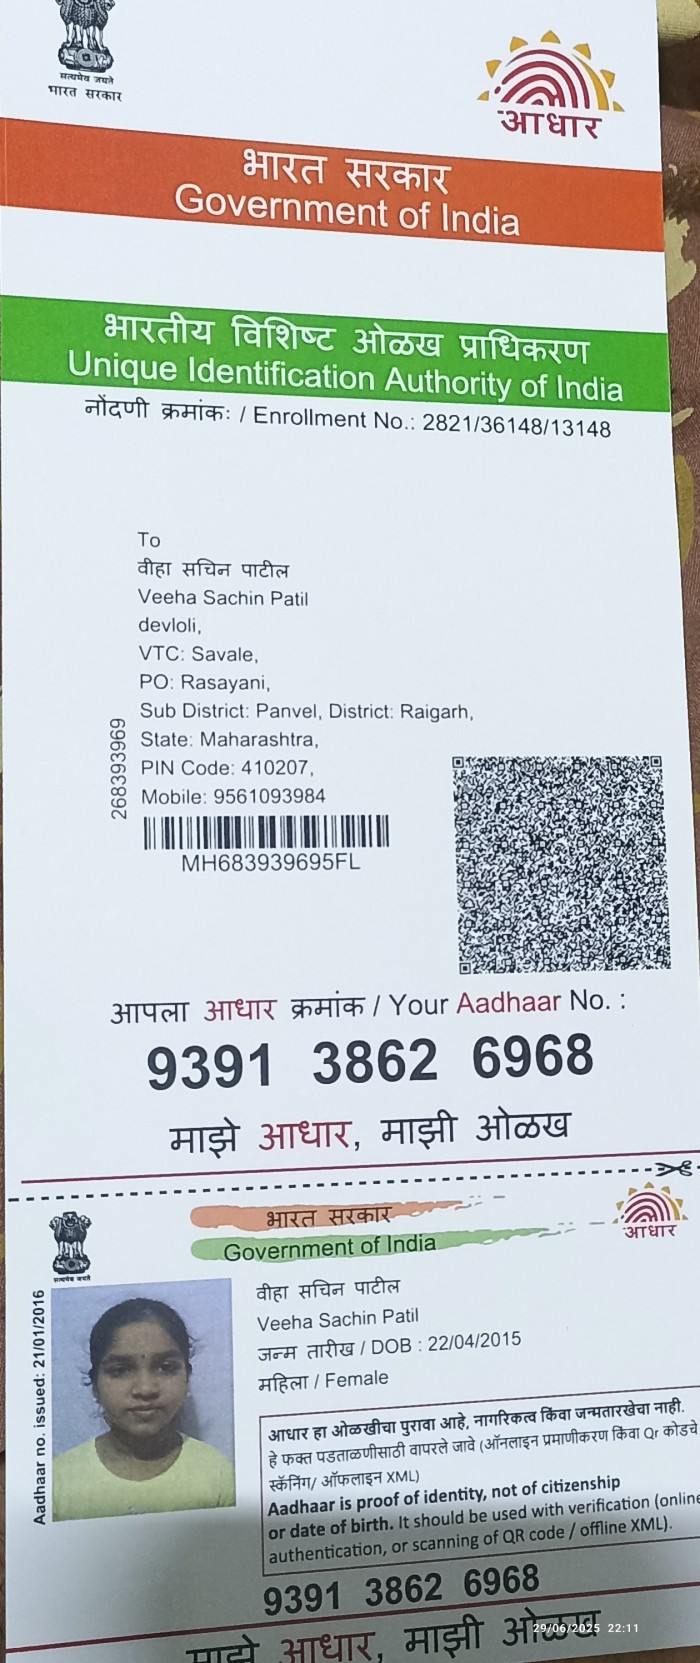 सत्यमेव जयते
भारत सरकार
आधार
भारत सरकार
Government of India
भारतीय विशिष्ट ओळख प्राधिकरण
Unique Identification Authority of India
नोंदणी क्रमांकः / Enrollment No.: 2821/36148/13148
To
वीहा सचिन पाटील
Veeha Sachin Patil
devloli,
VTC: Savale,
PO: Rasayani,
Sub District: Panvel, District: Raigarh,
State: Maharashtra,
PIN Code: 410207,
Mobile: 9561093984
268393969
MH683939695FL
आपला आधार क्रमांक / Your Aadhaar No. :
9391 3862 6968
माझे आधार, माझी ओळख
भारत सरकार
Government of India
सत्यमेव जयते
आधार
Aadhaar no. issued: 21/01/2016
वीहा सचिन पाटील
Veeha Sachin Patil
जन्म तारीख / DOB : 22/04/2015
महिला / Female
आधार हा ओळखीचा पुरावा आहे, नागरिकत्व किंवा जन्मतारखेचा नाही.
हे फक्त पडताळणीसाठी वापरले जावे (ऑनलाइन प्रमाणीकरण किंवा Qr कोडचे
स्कॅनिंग/ ऑफलाइन XML)
Aadhaar is proof of identity, not of citizenship
or date of birth. It should be used with verification (online
authentication, or scanning of QR code / offline XML).
9391 3862 6968
माझे आधार, माझी ओळख
29/06/2025 22:11